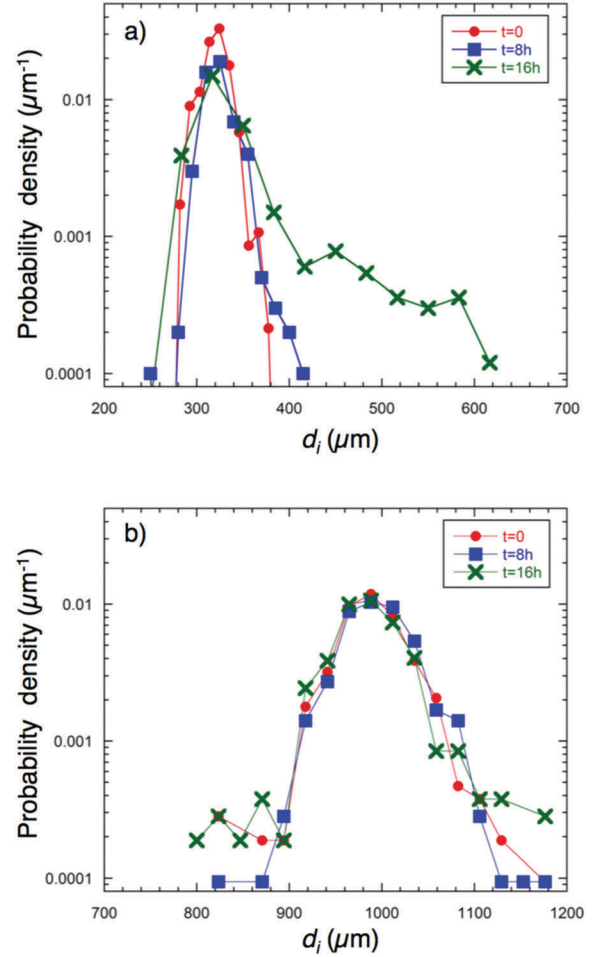 a)
t=0
t=8h
t=16h
0.01
0.001
0.0001
Probability density (µm⁻¹)
200 300 400 500 600 700
dᵢ (µm)
b)
t=0
t=8h
t=16h
0.01
0.001
0.0001
Probability density (µm⁻¹)
700 800 900 1000 1100 1200
dᵢ (µm)